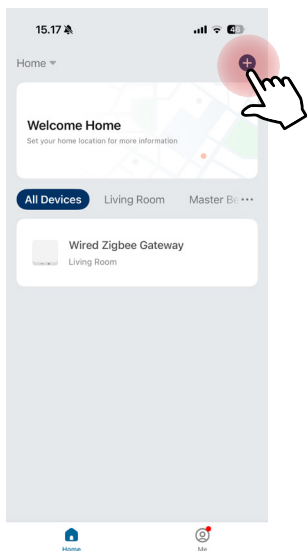 15.17
46
Home
Welcome Home
Set your home location for more information
All Devices
Living Room
Master
Wired Zigbee Gateway
Living Room
Home
Me